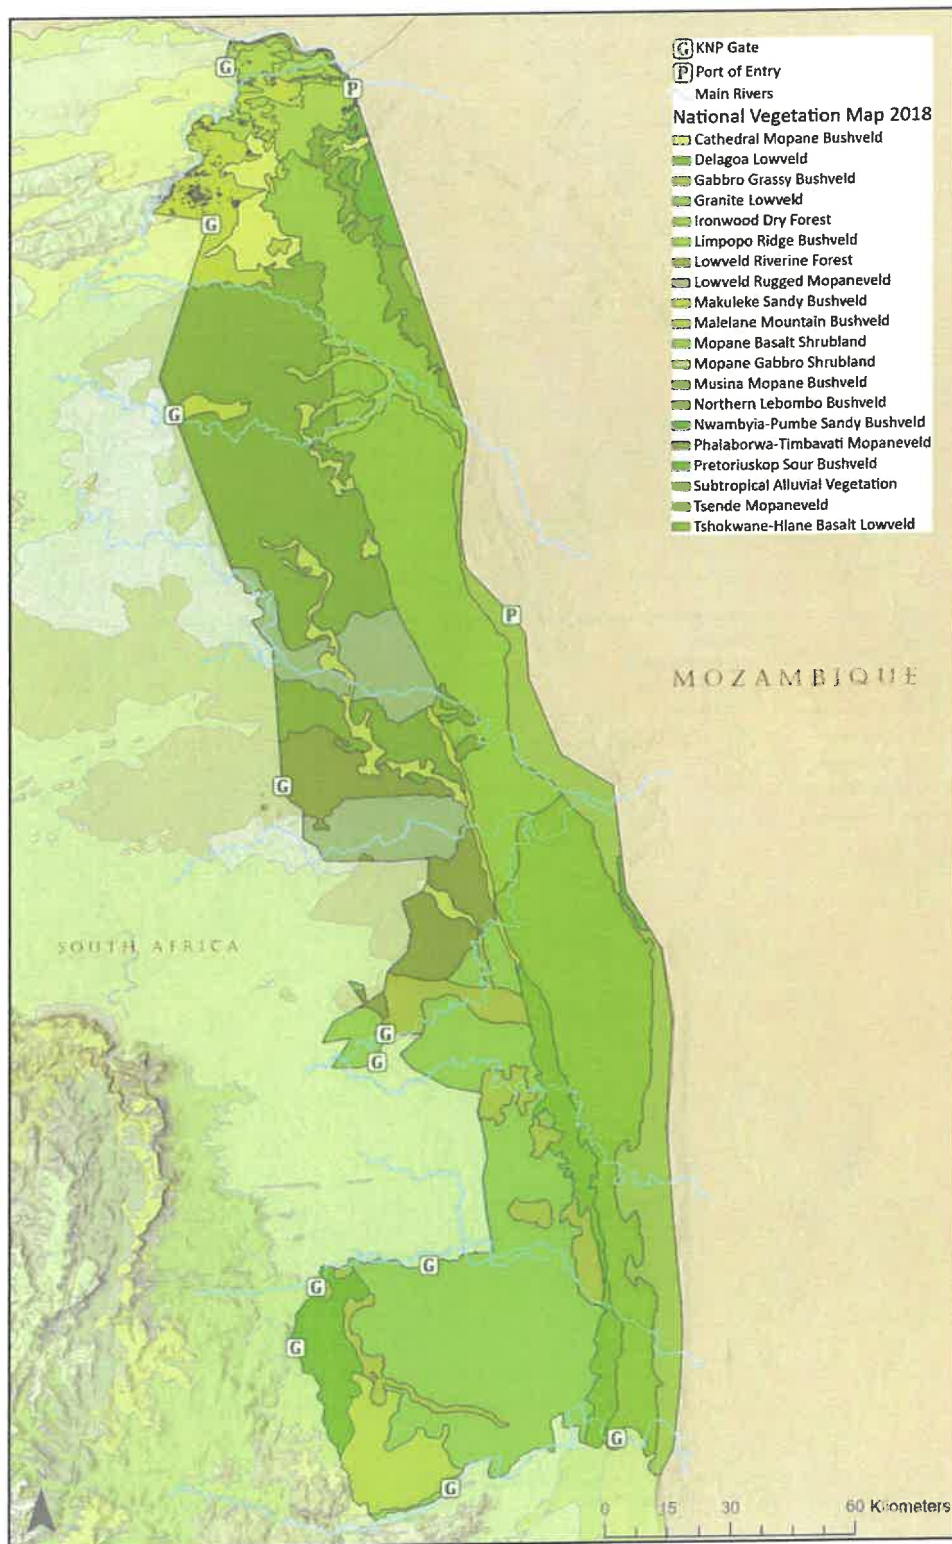 G KNP Gate
P Port of Entry
Main Rivers
National Vegetation Map 2018
Cathedral Mopane Bushveld
Delagoa Lowveld
Gabbro Grassy Bushveld
Granite Lowveld
Ironwood Dry Forest
Limpopo Ridge Bushveld
Lowveld Riverine Forest
Lowveld Rugged Mopaneveld
Makuleke Sandy Bushveld
Malelane Mountain Bushveld
Mopane Basalt Shrubland
Mopane Gabbro Shrubland
Musina Mopane Bushveld
Northern Lebombo Bushveld
Nwambyia-Pumbe Sandy Bushveld
Phalaborwa-Timbavati Mopaneveld
Pretoriuskop Sour Bushveld
Subtropical Alluvial Vegetation
Tsende Mopaneveld
Tshokwane-Hlane Basalt Lowveld
G
P
G
G
P
MOZAMBIQUE
G
SOUTH AFRICA
G
G
G
G
G
G
G
0 15 30 60 Kilometers